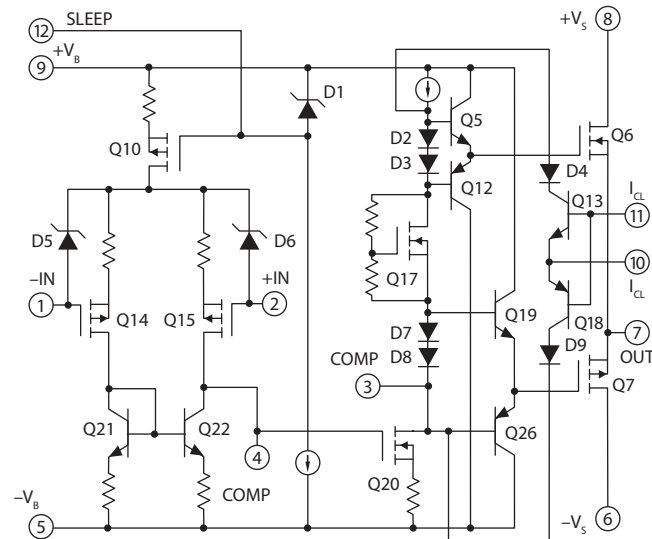 12 SLEEP
+VB
9
8
+VS
D1
Q10
Q5
D2
D3
Q12
Q6
D4
Q13
ICL
11
D5
D6
−IN
+IN
1
2
Q14
Q15
Q17
10
ICL
Q19
Q18
7
OUT
D7
D8
D9
COMP
3
Q7
Q21
Q22
4
Q26
Q20
COMP
−VB
5
6
−VS